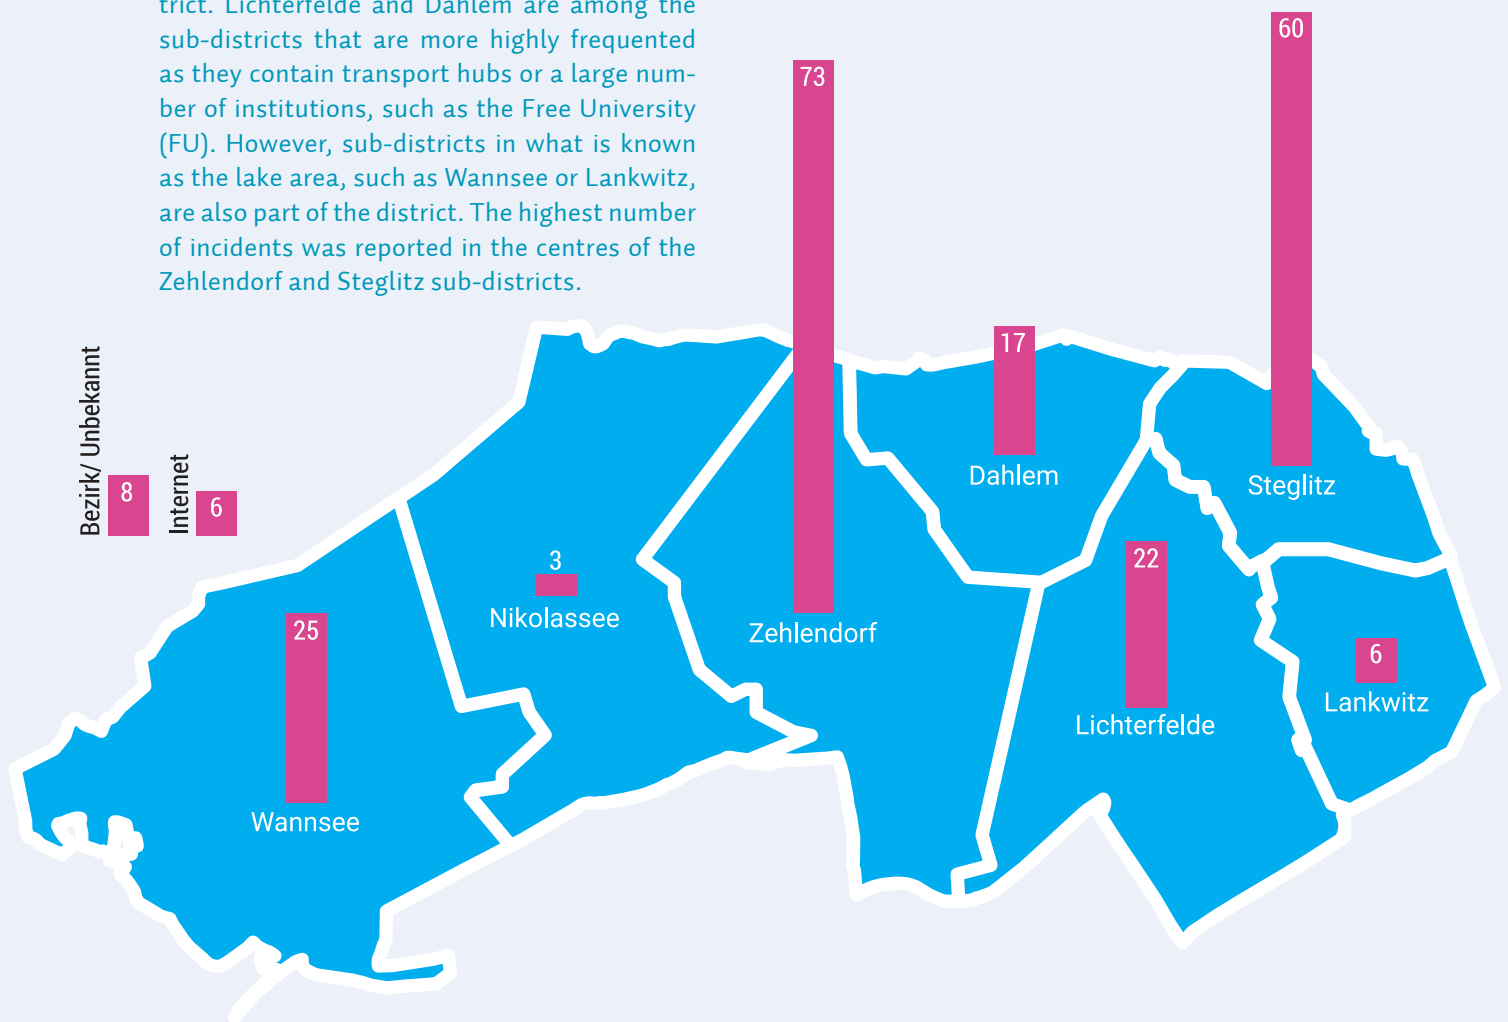 trict. Lichterfelde and Dahlem are among the
sub-districts that are more highly frequented
as they contain transport hubs or a large num-
ber of institutions, such as the Free University
(FU). However, sub-districts in what is known
as the lake area, such as Wannsee or Lankwitz,
are also part of the district. The highest number
of incidents was reported in the centres of the
Zehlendorf and Steglitz sub-districts.
Bezirk/ Unbekannt
8
Internet
6
25
Wannsee
3
Nikolassee
73
Zehlendorf
17
Dahlem
60
Steglitz
22
Lichterfelde
6
Lankwitz